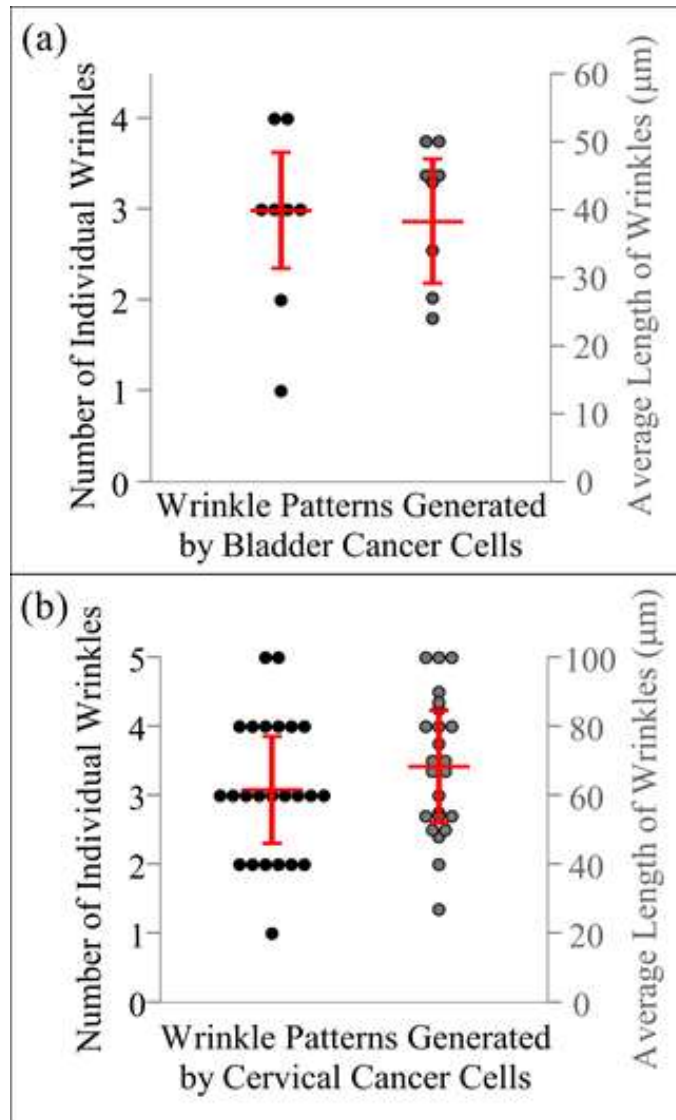 (a)
Number of Individual Wrinkles
4
3
2
1
0
60
50
40
30
20
10
0
Average Length of Wrinkles (μm)
Wrinkle Patterns Generated
by Bladder Cancer Cells
(b)
Number of Individual Wrinkles
5
4
3
2
1
0
100
80
60
40
20
0
Average Length of Wrinkles (μm)
Wrinkle Patterns Generated
by Cervical Cancer Cells